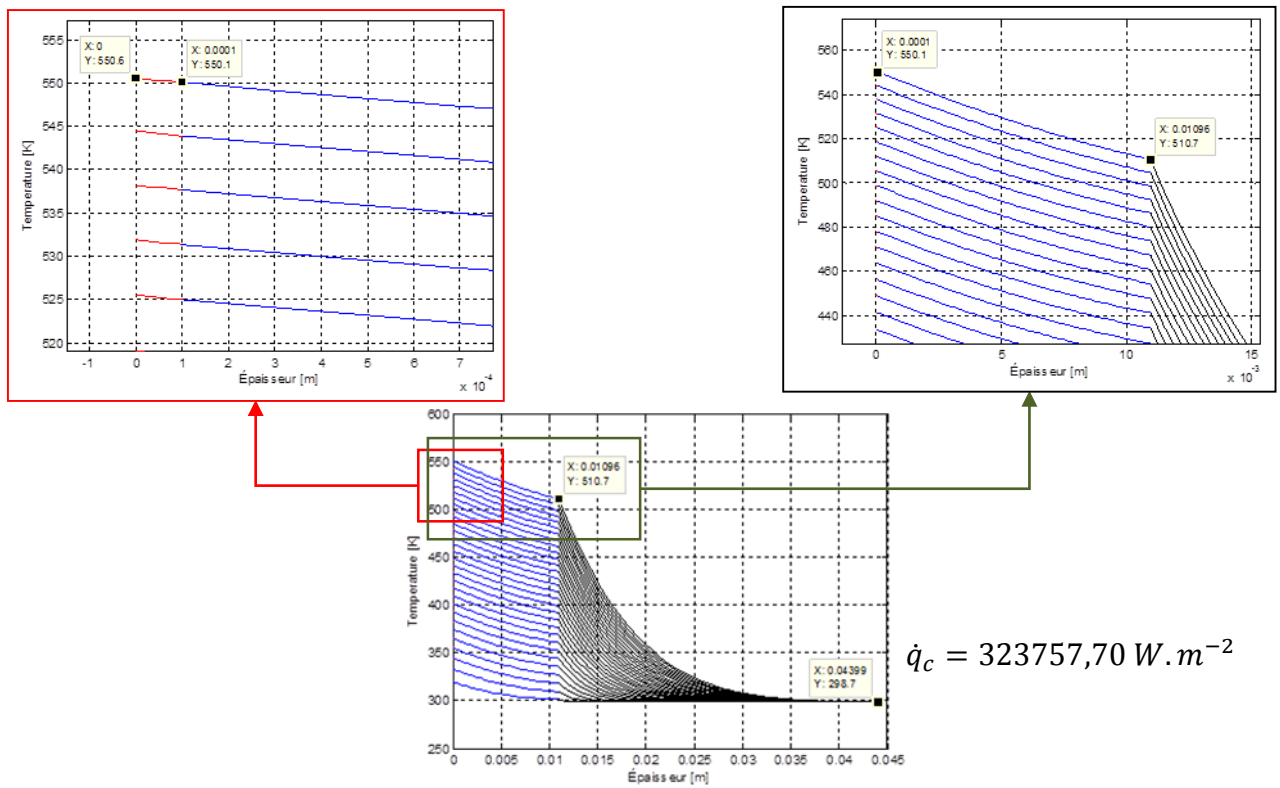 555
550
545
540
535
530
525
520
Temperature [K]
X: 0
Y: 550.6
X: 0.0001
Y: 550.1
-1
0
1
2
3
4
5
6
7
Épaisseur [m]
x 10⁻⁴
560
540
520
500
480
460
440
Temperature [K]
X: 0.0001
Y: 550.1
X: 0.01096
Y: 510.7
0
5
10
15
Épaisseur [m]
x 10⁻³
600
550
500
450
400
350
300
250
Temperature [K]
X: 0.01096
Y: 510.7
X: 0.04399
Y: 298.7
0
0.005
0.01
0.015
0.02
0.025
0.03
0.035
0.04
0.045
Épaisseur [m]
q̇_c = 323757,70 W.m⁻²